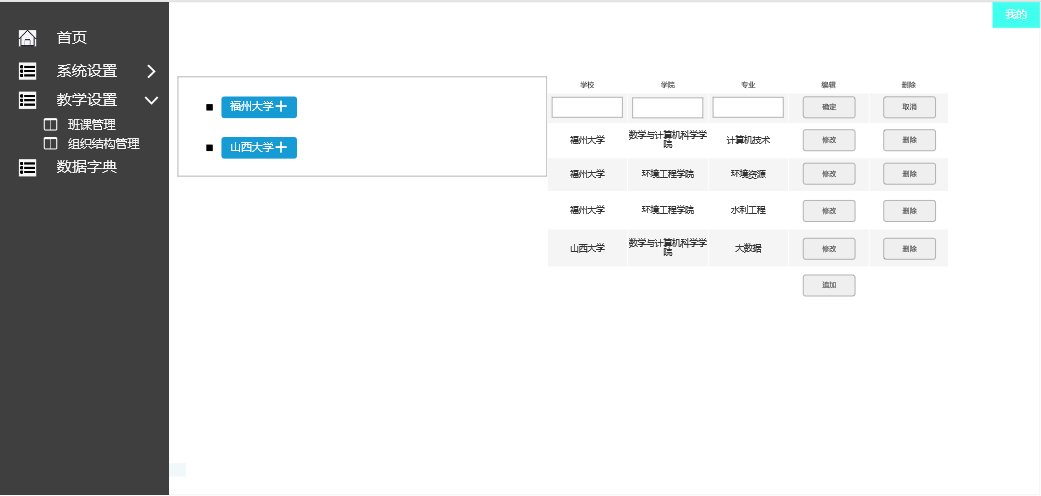 我的
首页
系统设置
教学设置
班课管理
组织结构管理
数据字典
福州大学
山西大学
学校 学院 专业 编辑 删除
确定 取消
福州大学 数学与计算机科学学院 计算机技术 修改 删除
福州大学 环境工程学院 环境资源 修改 删除
福州大学 环境工程学院 水利工程 修改 删除
山西大学 数学与计算机科学学院 大数据 修改 删除
追加